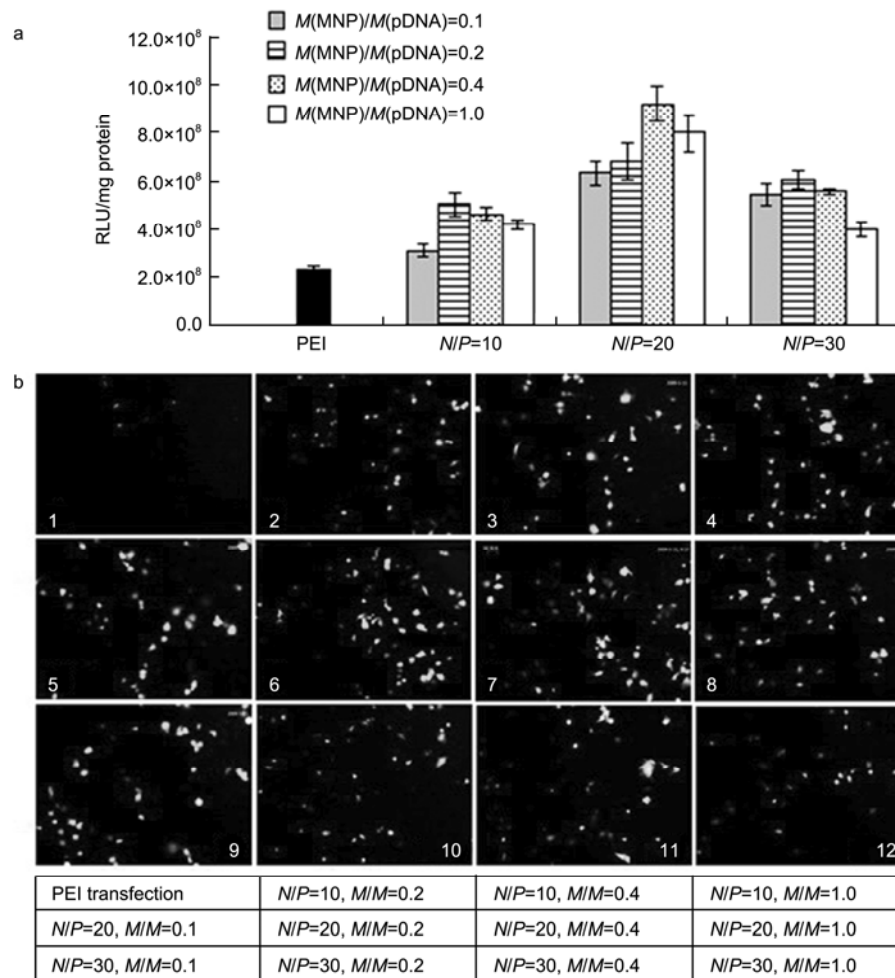 a
M(MNP)/M(pDNA)=0.1
M(MNP)/M(pDNA)=0.2
M(MNP)/M(pDNA)=0.4
M(MNP)/M(pDNA)=1.0
RLU/mg protein
12.0×10⁸
10.0×10⁸
8.0×10⁸
6.0×10⁸
4.0×10⁸
2.0×10⁸
0.0
PEI N/P=10 N/P=20 N/P=30
b
1 2 3 4
5 6 7 8
9 10 11 12
PEI transfection N/P=10, M/M=0.2 N/P=10, M/M=0.4 N/P=10, M/M=1.0
N/P=20, M/M=0.1 N/P=20, M/M=0.2 N/P=20, M/M=0.4 N/P=20, M/M=1.0
N/P=30, M/M=0.1 N/P=30, M/M=0.2 N/P=30, M/M=0.4 N/P=30, M/M=1.0